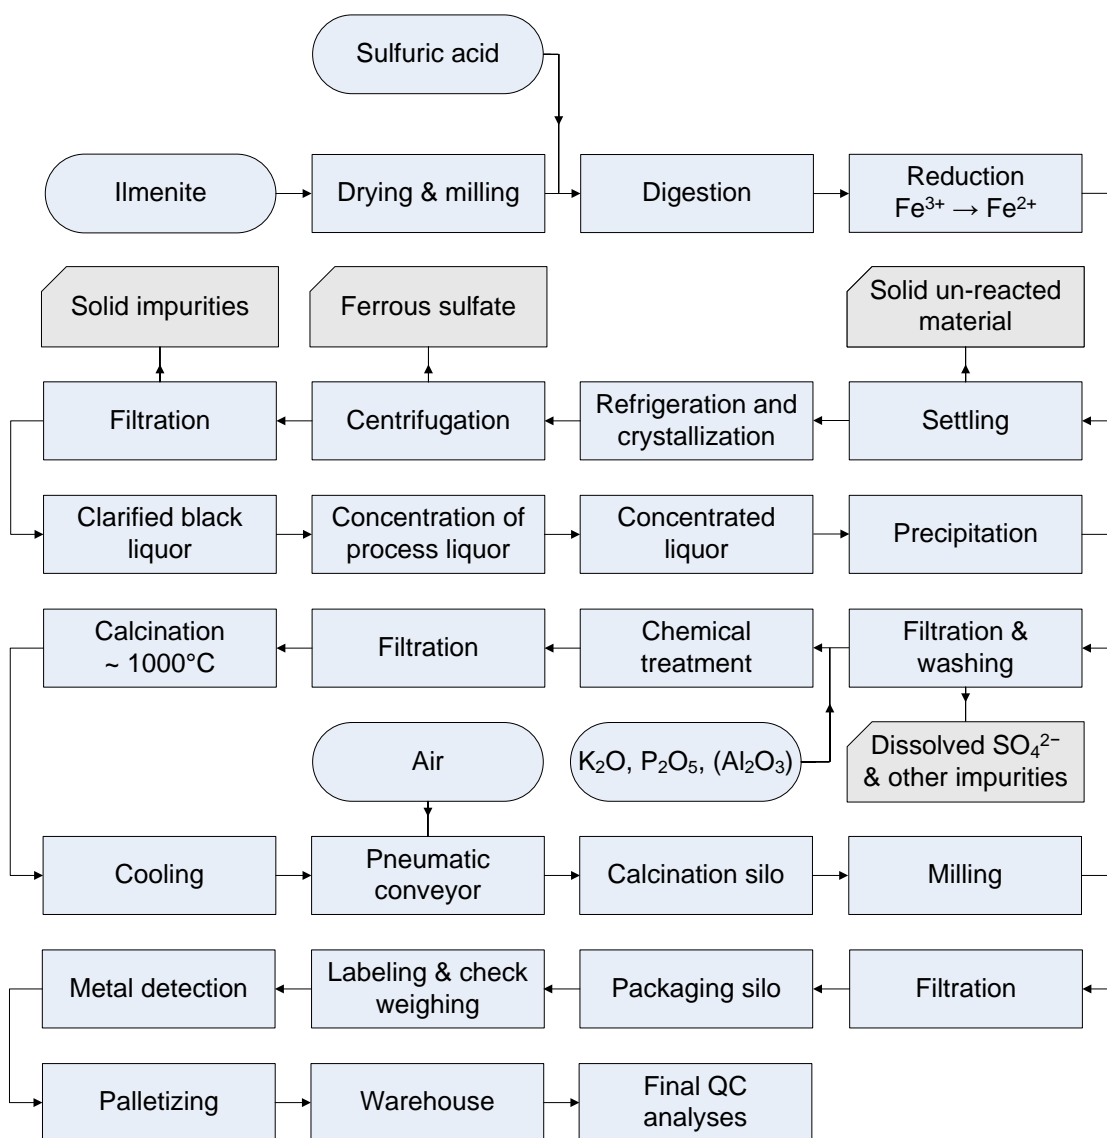 Sulfuric acid
Ilmenite
Drying & milling
Digestion
Reduction
Fe³⁺ → Fe²⁺
Solid impurities
Ferrous sulfate
Solid un-reacted
material
Filtration
Centrifugation
Refrigeration and
crystallization
Settling
Clarified black
liquor
Concentration of
process liquor
Concentrated
liquor
Precipitation
Calcination
~ 1000°C
Filtration
Chemical
treatment
Filtration &
washing
Air
K₂O, P₂O₅, (Al₂O₃)
Dissolved SO₄²⁻
& other impurities
Cooling
Pneumatic
conveyor
Calcination silo
Milling
Metal detection
Labeling & check
weighing
Packaging silo
Filtration
Palletizing
Warehouse
Final QC
analyses